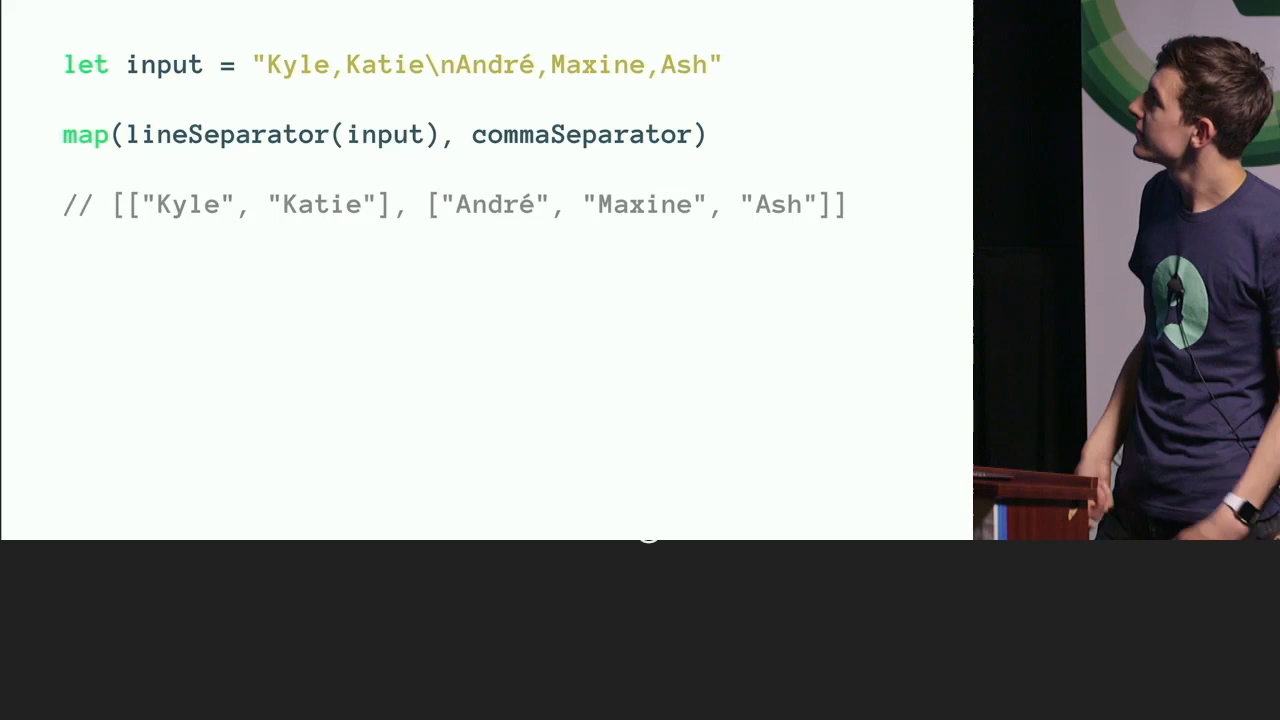 let input = "Kyle,Katie\nAndré,Maxine,Ash"
map(lineSeparator(input), commaSeparator)
// [["Kyle", "Katie"], ["André", "Maxine", "Ash"]]